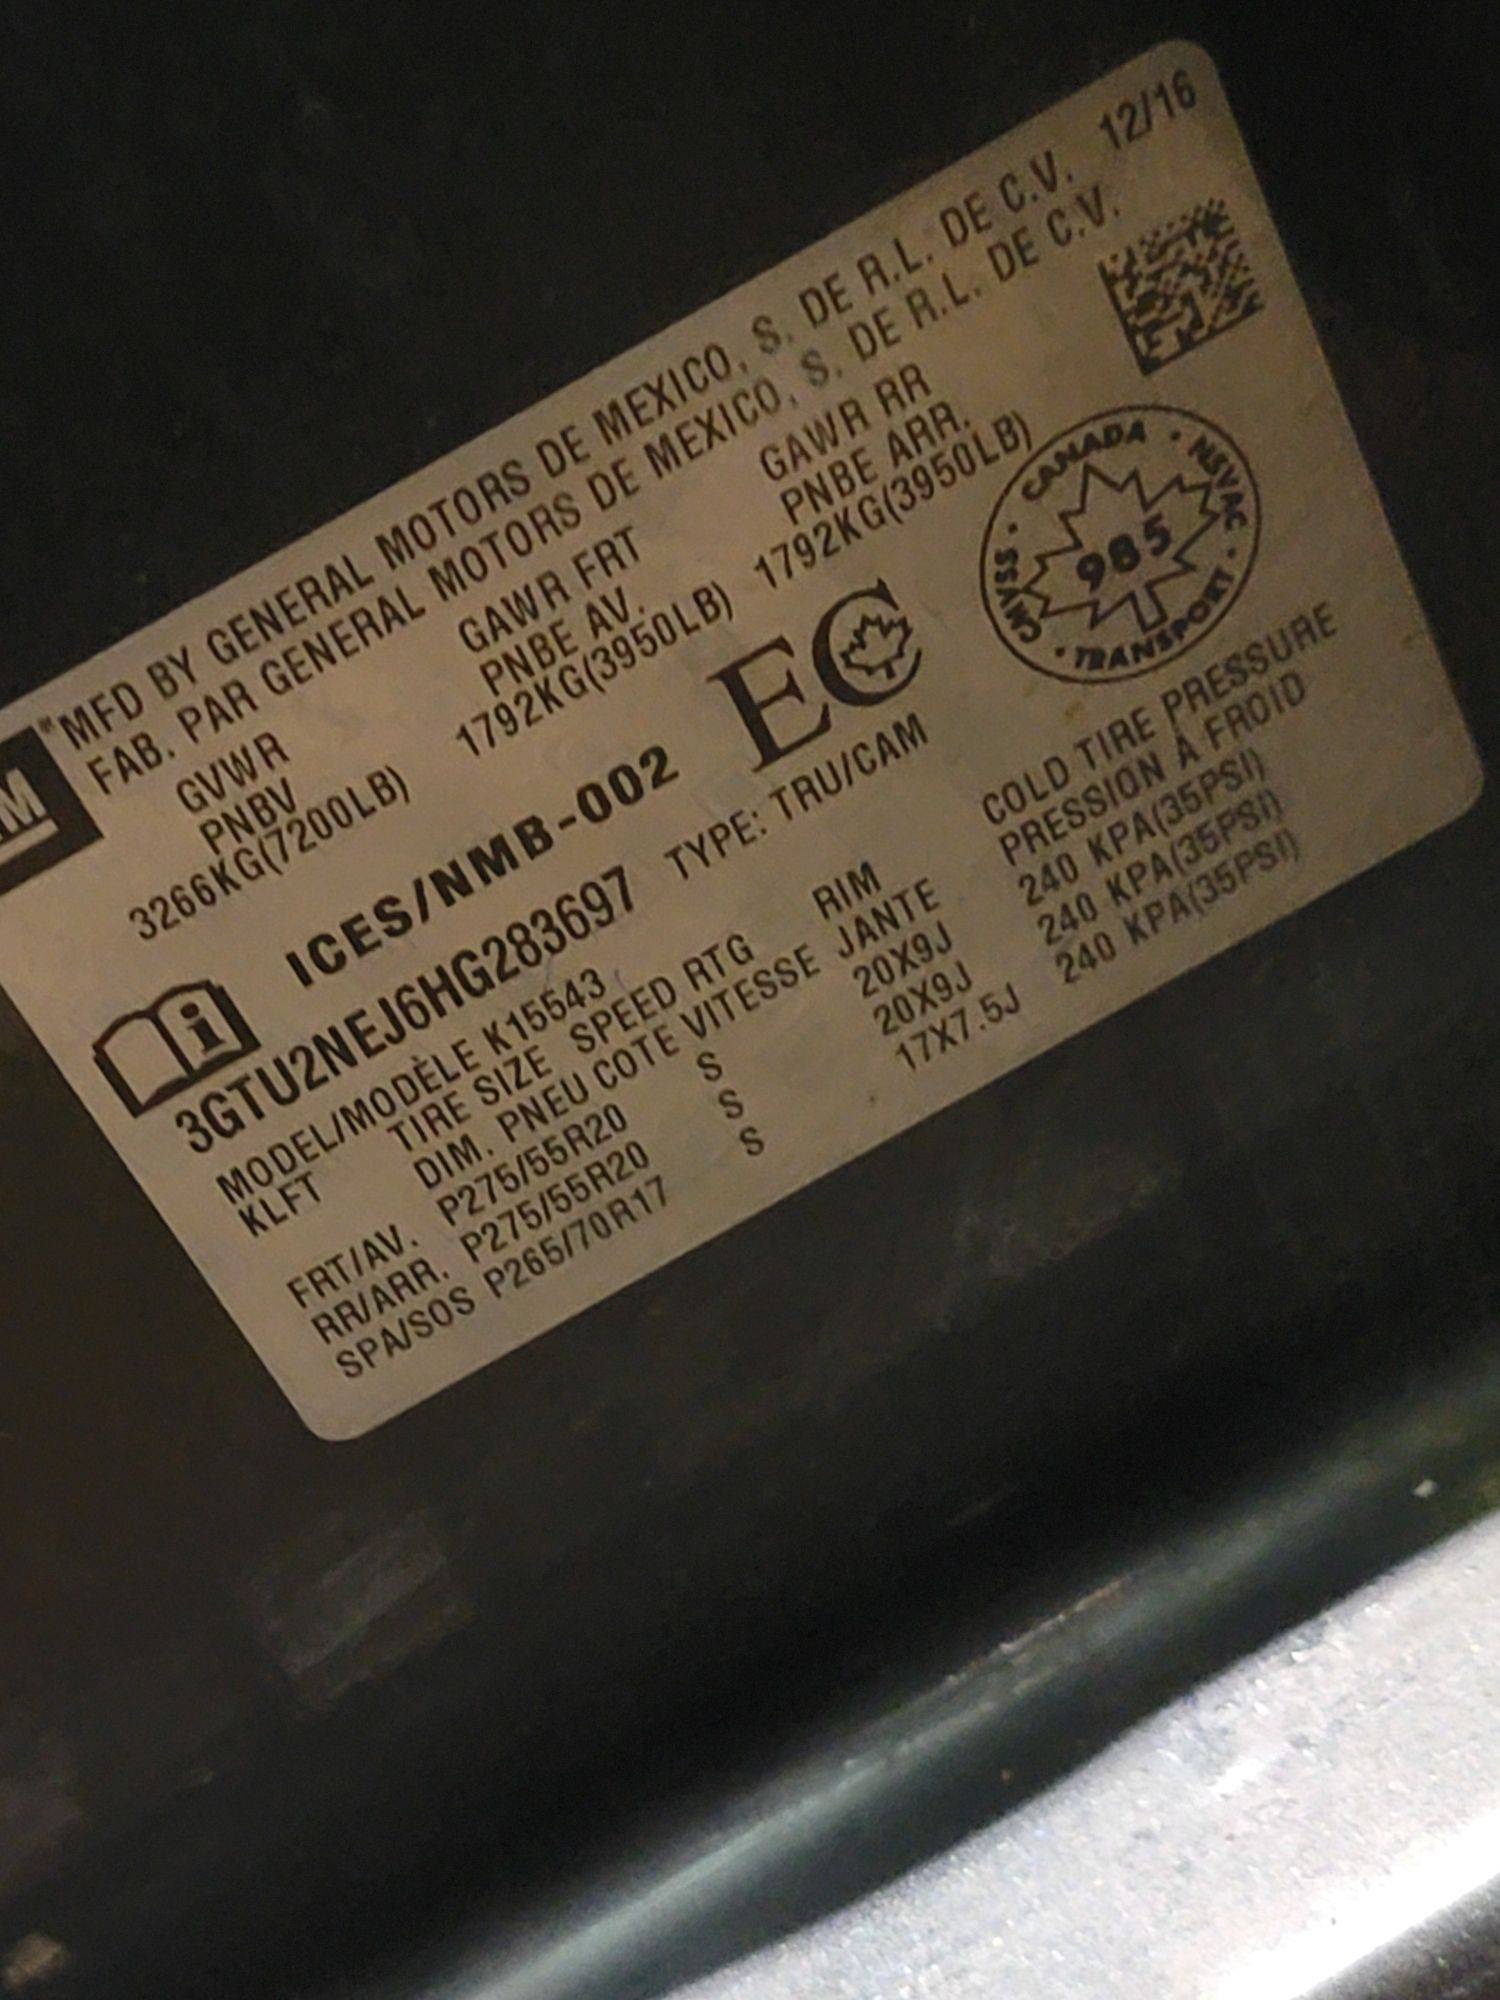 M
MFD BY GENERAL MOTORS DE MEXICO, S. DE R.L. DE C.V. 12/16
FAB. PAR GENERAL MOTORS DE MEXICO, S. DE R.L. DE C.V.
GVWR GAWR FRT GAWR RR
PNBV PNBE AV. PNBE ARR.
3266KG(7200LB) 1792KG(3950LB) 1792KG(3950LB)
CANADA · NSVAC · TRANSPORT · CMVSS ·
985
ICES/NMB-002 EC
i
3GTU2NEJ6HG283697 TYPE: TRU/CAM
MODEL/MODÈLE K15543
KLFT TIRE SIZE SPEED RTG RIM COLD TIRE PRESSURE
DIM. PNEU COTE VITESSE JANTE PRESSION A FROID
FRT/AV. P275/55R20 S 20X9J 240 KPA(35PSI)
RR/ARR. P275/55R20 S 20X9J 240 KPA(35PSI)
SPA/SOS P265/70R17 S 17X7.5J 240 KPA(35PSI)